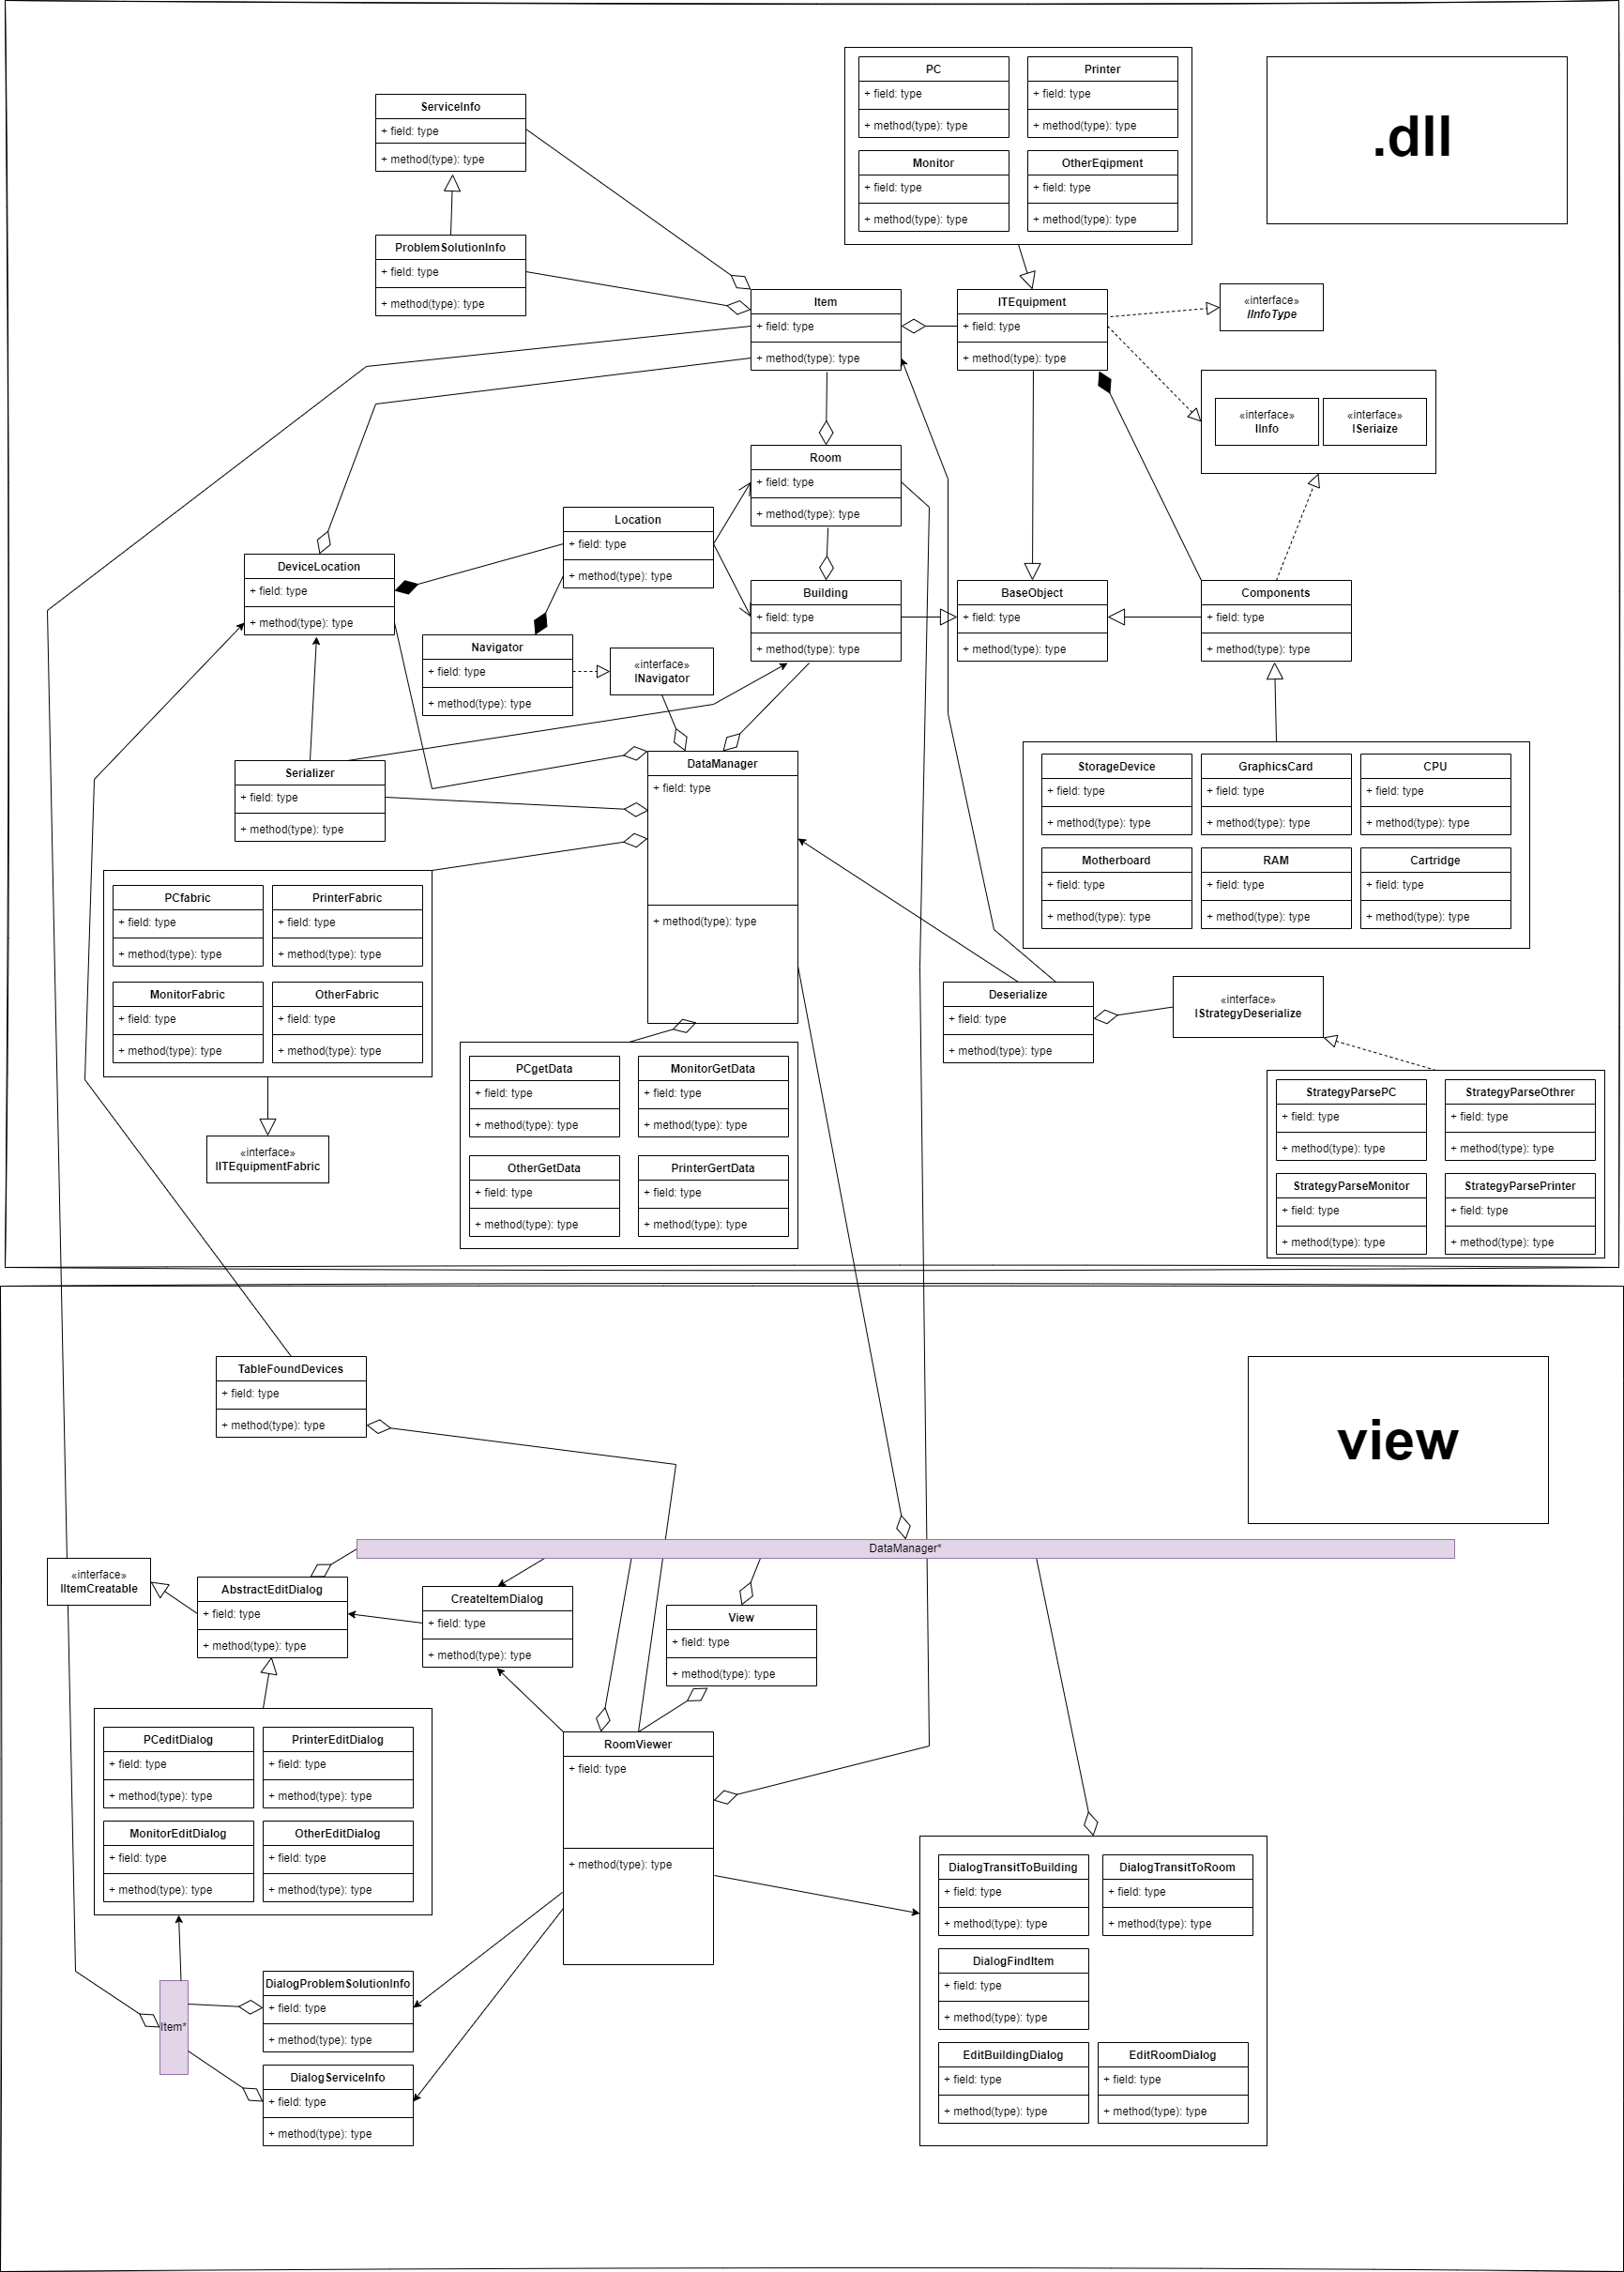 PC
+ field: type
+ method(type): type
Printer
+ field: type
+ method(type): type
Monitor
+ field: type
+ method(type): type
OtherEqipment
+ field: type
+ method(type): type
.dll
ServiceInfo
+ field: type
+ method(type): type
ProblemSolutionInfo
+ field: type
+ method(type): type
Item
+ field: type
+ method(type): type
ITEquipment
+ field: type
+ method(type): type
«interface»
IInfoType
«interface»
IInfo
«interface»
ISeriaize
Room
+ field: type
+ method(type): type
Location
+ field: type
+ method(type): type
DeviceLocation
+ field: type
+ method(type): type
Building
+ field: type
+ method(type): type
BaseObject
+ field: type
+ method(type): type
Components
+ field: type
+ method(type): type
Navigator
+ field: type
+ method(type): type
«interface»
INavigator
Serializer
+ field: type
+ method(type): type
DataManager
+ field: type
+ method(type): type
StorageDevice
+ field: type
+ method(type): type
GraphicsCard
+ field: type
+ method(type): type
CPU
+ field: type
+ method(type): type
Motherboard
+ field: type
+ method(type): type
RAM
+ field: type
+ method(type): type
Cartridge
+ field: type
+ method(type): type
PCfabric
+ field: type
+ method(type): type
PrinterFabric
+ field: type
+ method(type): type
MonitorFabric
+ field: type
+ method(type): type
OtherFabric
+ field: type
+ method(type): type
«interface»
IITEquipmentFabric
Deserialize
+ field: type
+ method(type): type
«interface»
IStrategyDeserialize
PCgetData
+ field: type
+ method(type): type
MonitorGetData
+ field: type
+ method(type): type
OtherGetData
+ field: type
+ method(type): type
PrinterGertData
+ field: type
+ method(type): type
StrategyParsePC
+ field: type
+ method(type): type
StrategyParseOthrer
+ field: type
+ method(type): type
StrategyParseMonitor
+ field: type
+ method(type): type
StrategyParsePrinter
+ field: type
+ method(type): type
TableFoundDevices
+ field: type
+ method(type): type
view
DataManager*
«interface»
IItemCreatable
AbstractEditDialog
+ field: type
+ method(type): type
CreateItemDialog
+ field: type
+ method(type): type
View
+ field: type
+ method(type): type
PCeditDialog
+ field: type
+ method(type): type
PrinterEditDialog
+ field: type
+ method(type): type
MonitorEditDialog
+ field: type
+ method(type): type
OtherEditDialog
+ field: type
+ method(type): type
RoomViewer
+ field: type
+ method(type): type
DialogTransitToBuilding
+ field: type
+ method(type): type
DialogTransitToRoom
+ field: type
+ method(type): type
DialogFindItem
+ field: type
+ method(type): type
EditBuildingDialog
+ field: type
+ method(type): type
EditRoomDialog
+ field: type
+ method(type): type
Item*
DialogProblemSolutionInfo
+ field: type
+ method(type): type
DialogServiceInfo
+ field: type
+ method(type): type